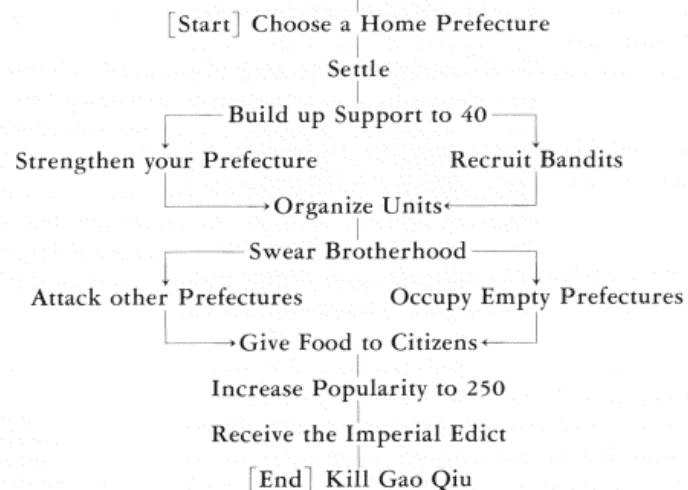 [Start] Choose a Home Prefecture
Settle
Build up Support to 40
Strengthen your Prefecture Recruit Bandits
Organize Units
Swear Brotherhood
Attack other Prefectures Occupy Empty Prefectures
Give Food to Citizens
Increase Popularity to 250
Receive the Imperial Edict
[End] Kill Gao Qiu